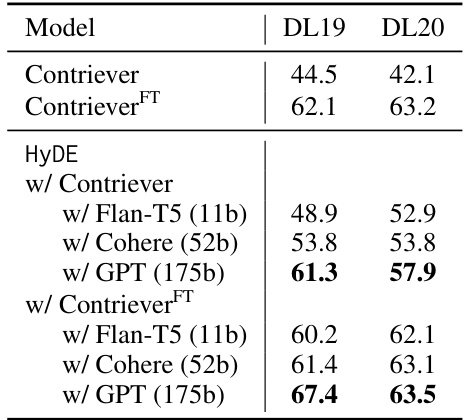 Model DL19 DL20
Contriever 44.5 42.1
Contriever^FT 62.1 63.2
HyDE
w/ Contriever
w/ Flan-T5 (11b) 48.9 52.9
w/ Cohere (52b) 53.8 53.8
w/ GPT (175b) 61.3 57.9
w/ Contriever^FT
w/ Flan-T5 (11b) 60.2 62.1
w/ Cohere (52b) 61.4 63.1
w/ GPT (175b) 67.4 63.5